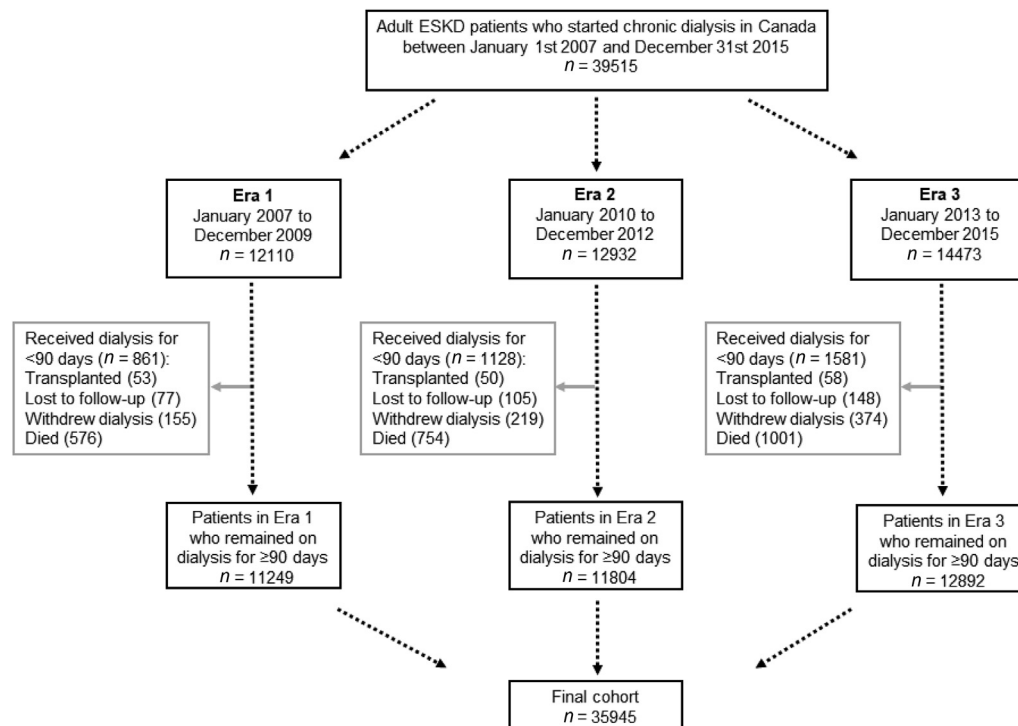 Adult ESKD patients who started chronic dialysis in Canada
between January 1st 2007 and December 31st 2015
n = 39515
Era 1
January 2007 to
December 2009
n = 12110
Era 2
January 2010 to
December 2012
n = 12932
Era 3
January 2013 to
December 2015
n = 14473
Received dialysis for
<90 days (n = 861):
Transplanted (53)
Lost to follow-up (77)
Withdrew dialysis (155)
Died (576)
Received dialysis for
<90 days (n = 1128):
Transplanted (50)
Lost to follow-up (105)
Withdrew dialysis (219)
Died (754)
Received dialysis for
<90 days (n = 1581)
Transplanted (58)
Lost to follow-up (148)
Withdrew dialysis (374)
Died (1001)
Patients in Era 1
who remained on
dialysis for ≥90 days
n = 11249
Patients in Era 2
who remained on
dialysis for ≥90 days
n = 11804
Patients in Era 3
who remained on
dialysis for ≥90 days
n = 12892
Final cohort
n = 35945